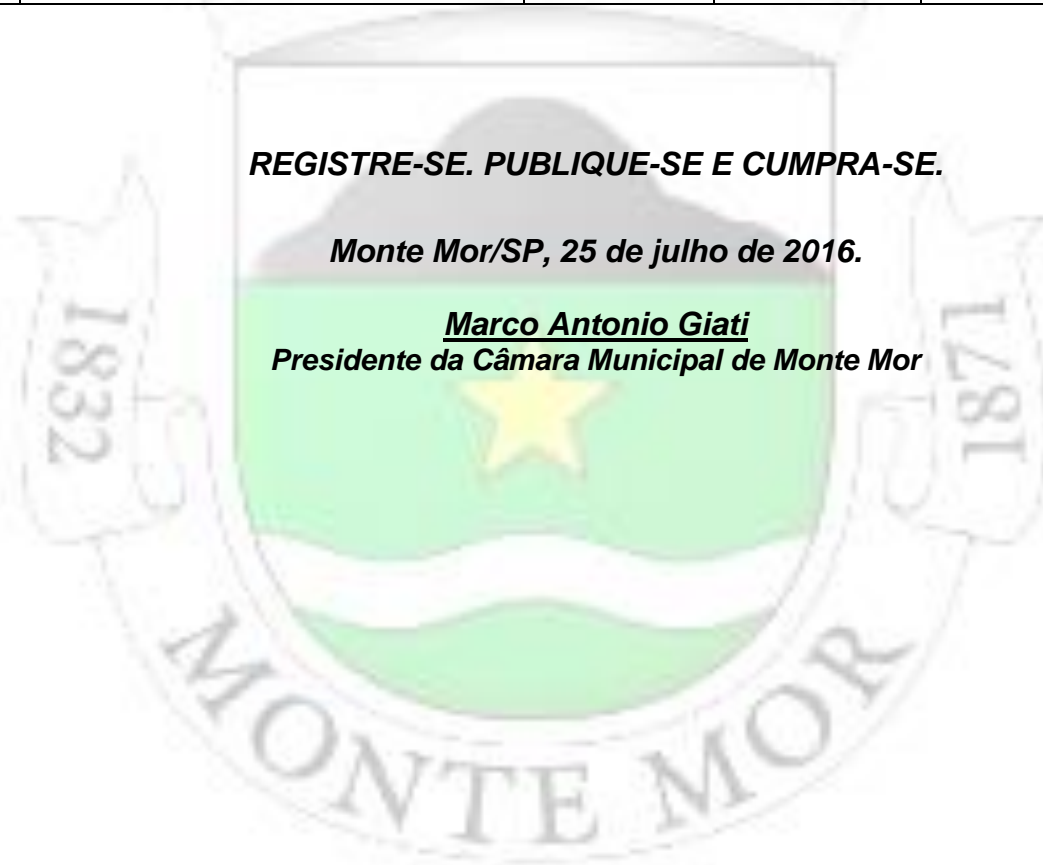 REGISTRE-SE. PUBLIQUE-SE E CUMPRA-SE.
Monte Mor/SP, 25 de julho de 2016.
Marco Antonio Giati
Presidente da Câmara Municipal de Monte Mor
1832
1871
MONTE MOR